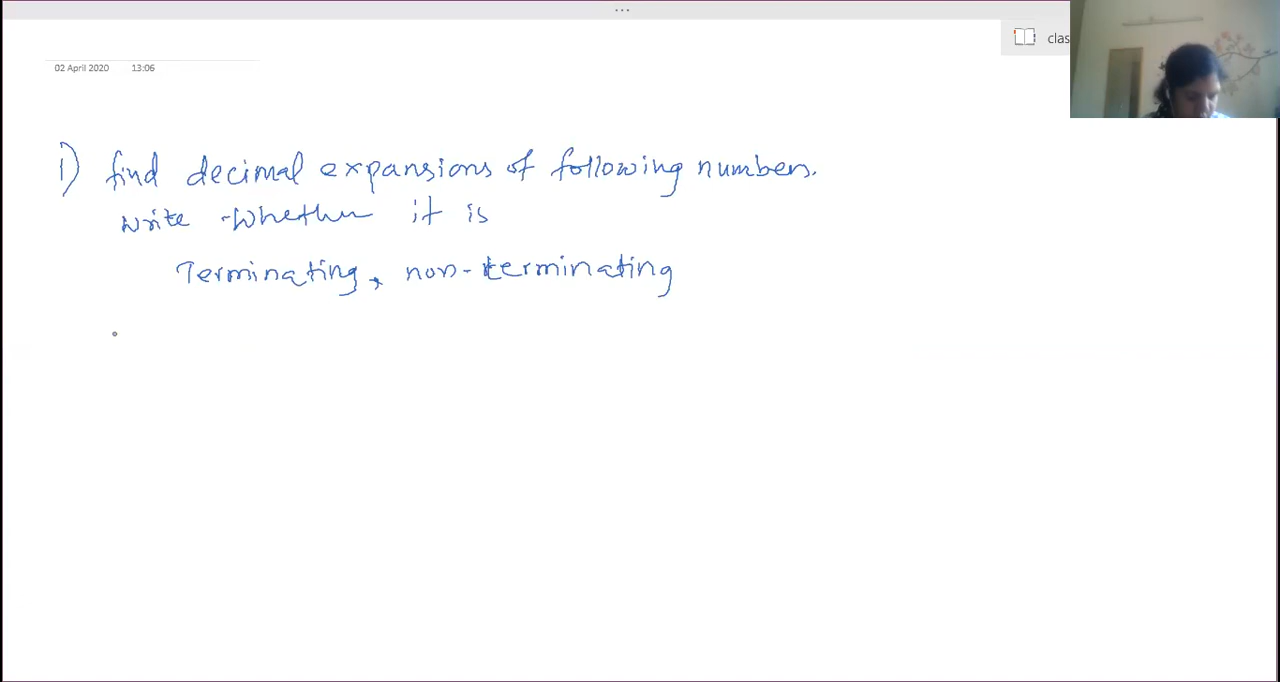 ...
clas
02 April 2020 13:06
1) find decimal expansions of following numbers.
Write whether it is
Terminating, non-terminating